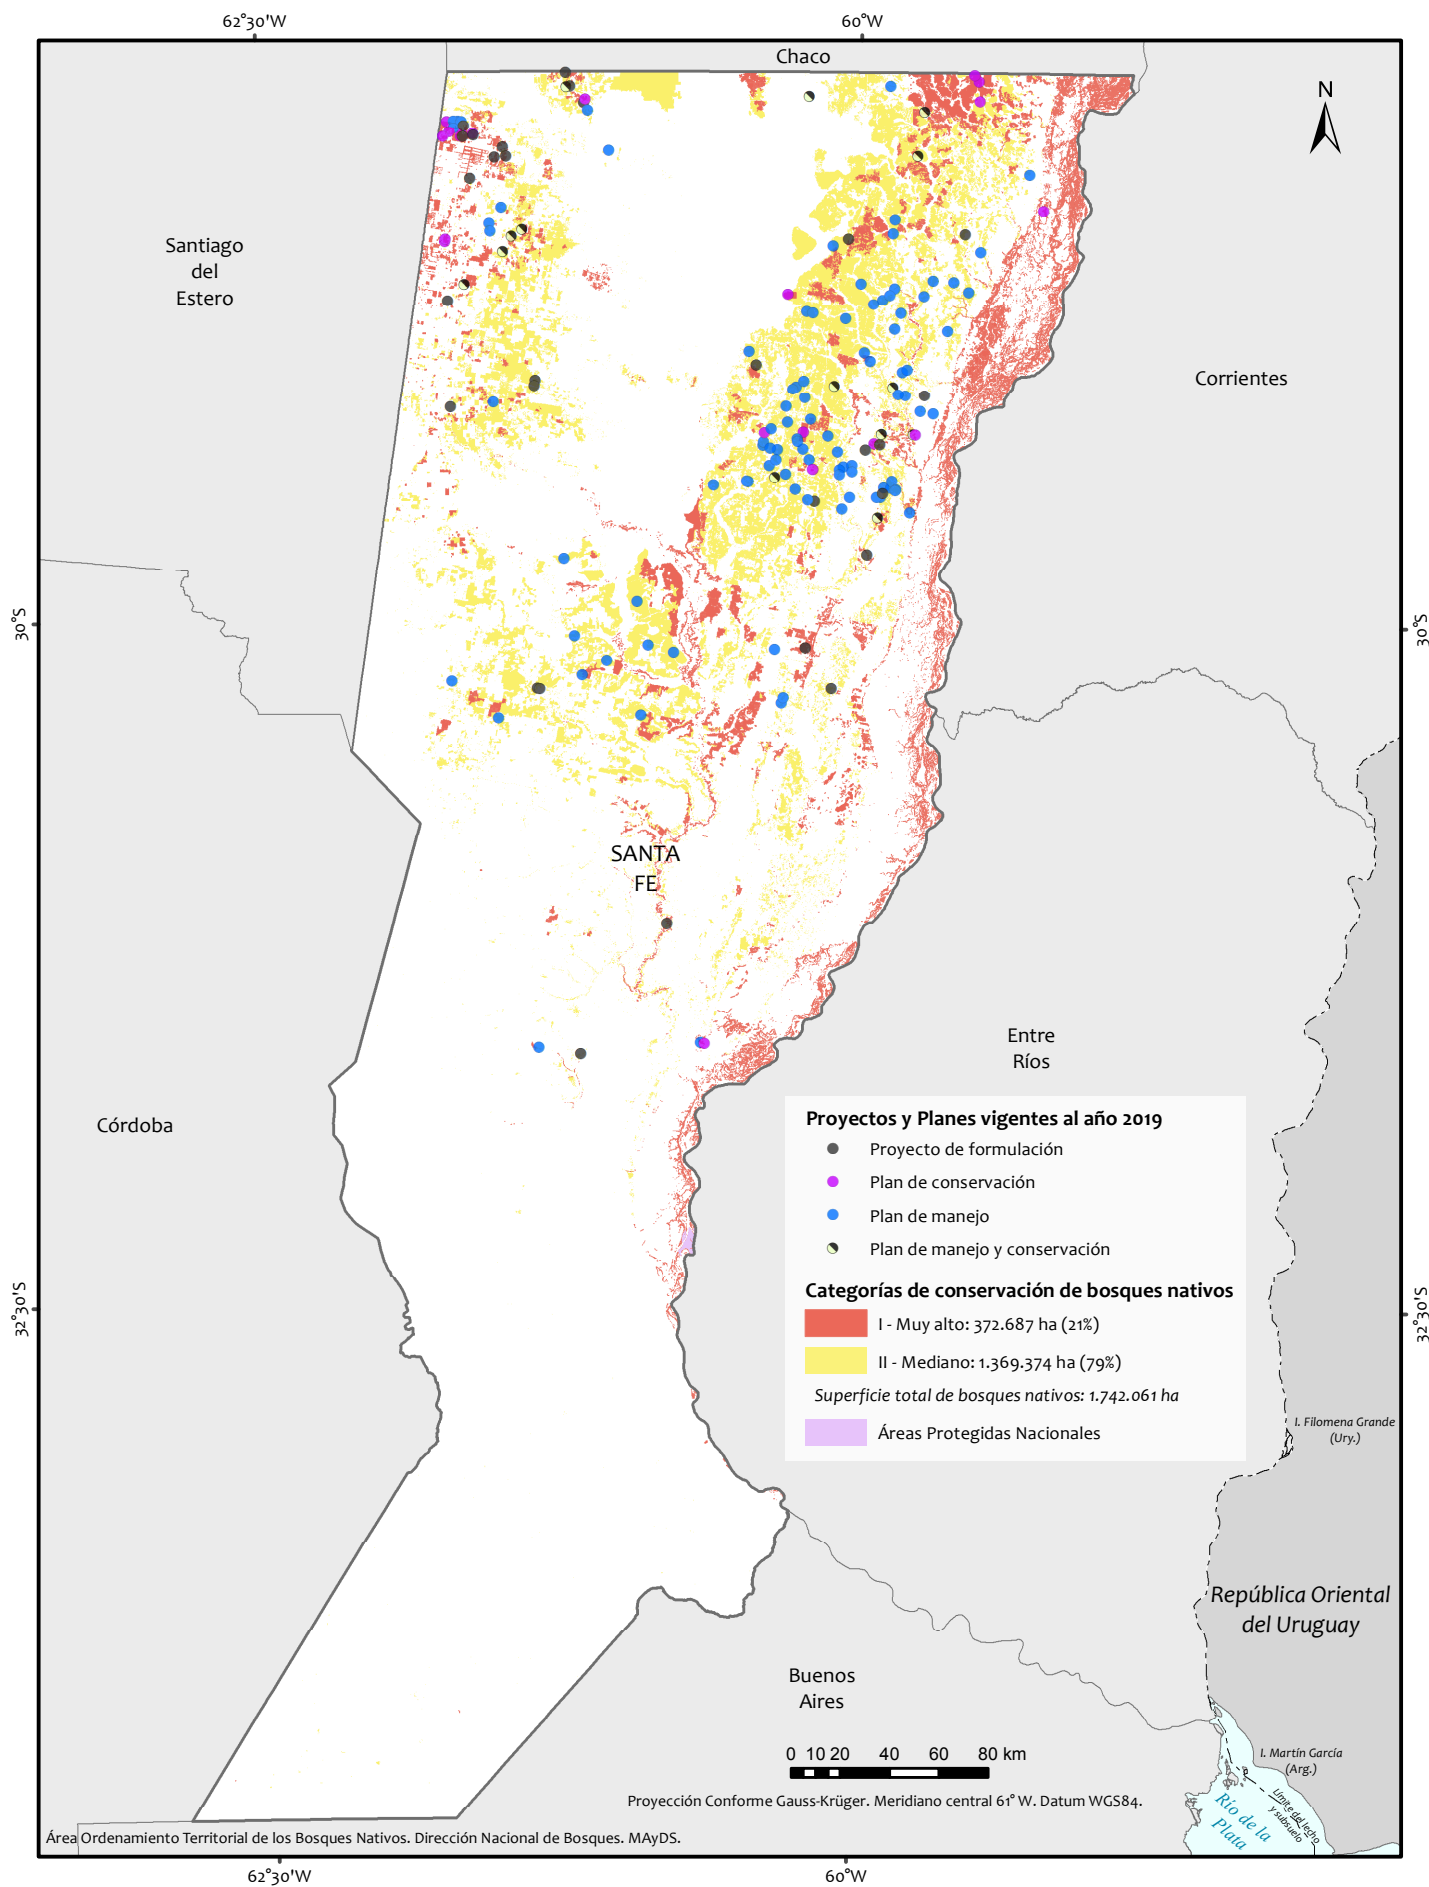 62°30'W
60°W
Chaco
N
Santiago
del
Estero
Corrientes
30°S
30°S
SANTA
FE
Entre
Ríos
Córdoba
Proyectos y Planes vigentes al año 2019
Proyecto de formulación
Plan de conservación
Plan de manejo
Plan de manejo y conservación
Categorías de conservación de bosques nativos
I - Muy alto: 372.687 ha (21%)
II - Mediano: 1.369.374 ha (79%)
Superficie total de bosques nativos: 1.742.061 ha
Áreas Protegidas Nacionales
32°30'S
32°30'S
I. Filomena Grande
(Ury.)
República Oriental
del Uruguay
Buenos
Aires
0 10 20 40 60 80 km
I. Martín García
(Arg.)
Proyección Conforme Gauss-Krüger. Meridiano central 61° W. Datum WGS84.
Río de la
Plata
Límite del lecho
y subsuelo
Área Ordenamiento Territorial de los Bosques Nativos. Dirección Nacional de Bosques. MAyDS.
62°30'W
60°W